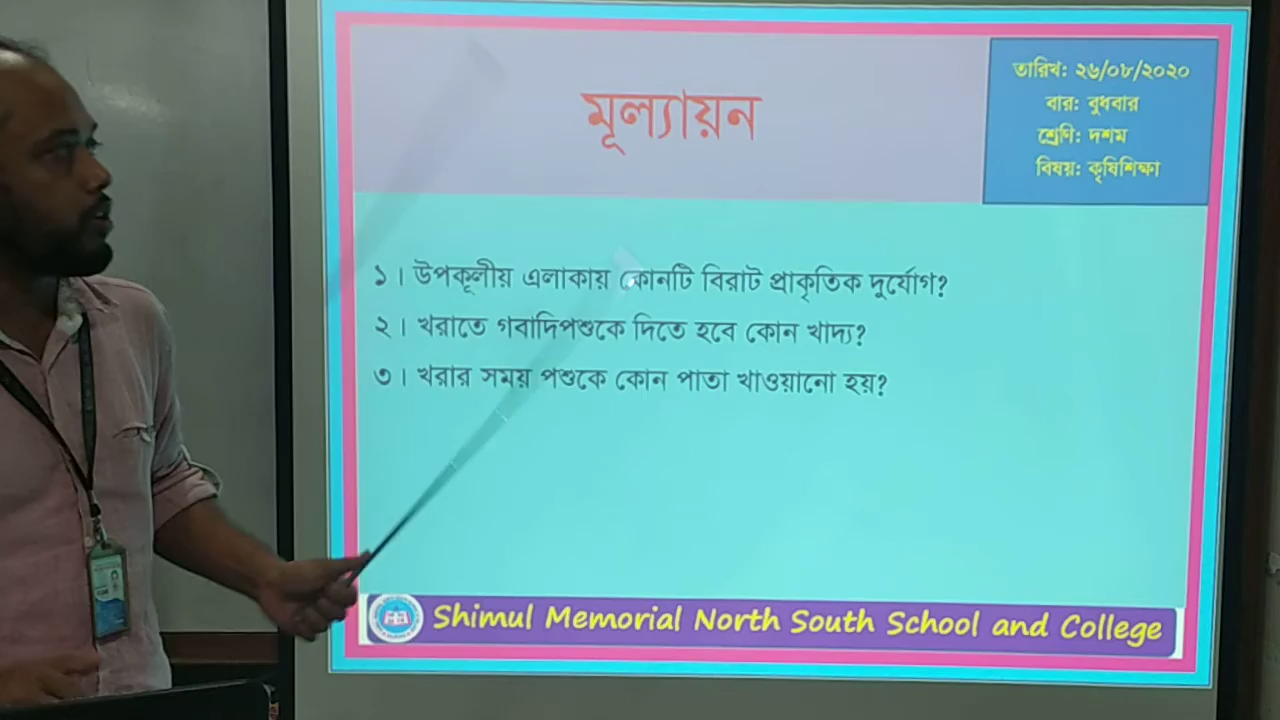 মূল্যায়ন
তারিখ: ২৬/০৮/২০২০
বার: বুধবার
শ্রেণি: দশম
বিষয়: কৃষিশিক্ষা
১। উপকূলীয় এলাকায় কোনটি বিরাট প্রাকৃতিক দুর্যোগ?
২। খরাতে গবাদিপশুকে দিতে হবে কোন খাদ্য?
৩। খরার সময় পশুকে কোন পাতা খাওয়ানো হয়?
Shimul Memorial North South School and College